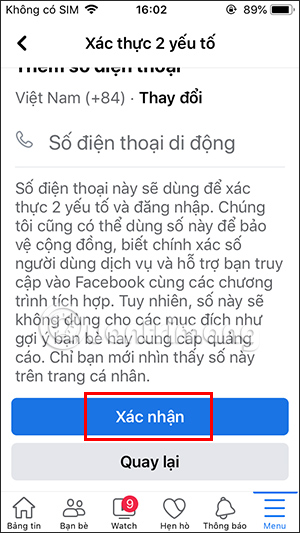 Không có SIM 16:02 89%
Xác thực 2 yếu tố
Thêm số điện thoại
Việt Nam (+84) · Thay đổi
Số điện thoại di động
Số điện thoại này sẽ dùng để xác
thực 2 yếu tố và đăng nhập. Chúng
tôi cũng có thể dùng số này để bảo
vệ cộng đồng, biết chính xác số
người dùng dịch vụ và hỗ trợ bạn truy
cập vào Facebook cùng các chương
trình tích hợp. Tuy nhiên, số này sẽ
không dùng cho các mục đích như
gợi ý bạn bè hay cung cấp quảng
cáo. Chỉ bạn mới nhìn thấy số này
trên trang cá nhân.
Xác nhận
Quay lại
9
Bảng tin Bạn bè Watch Hẹn hò Thông báo Menu